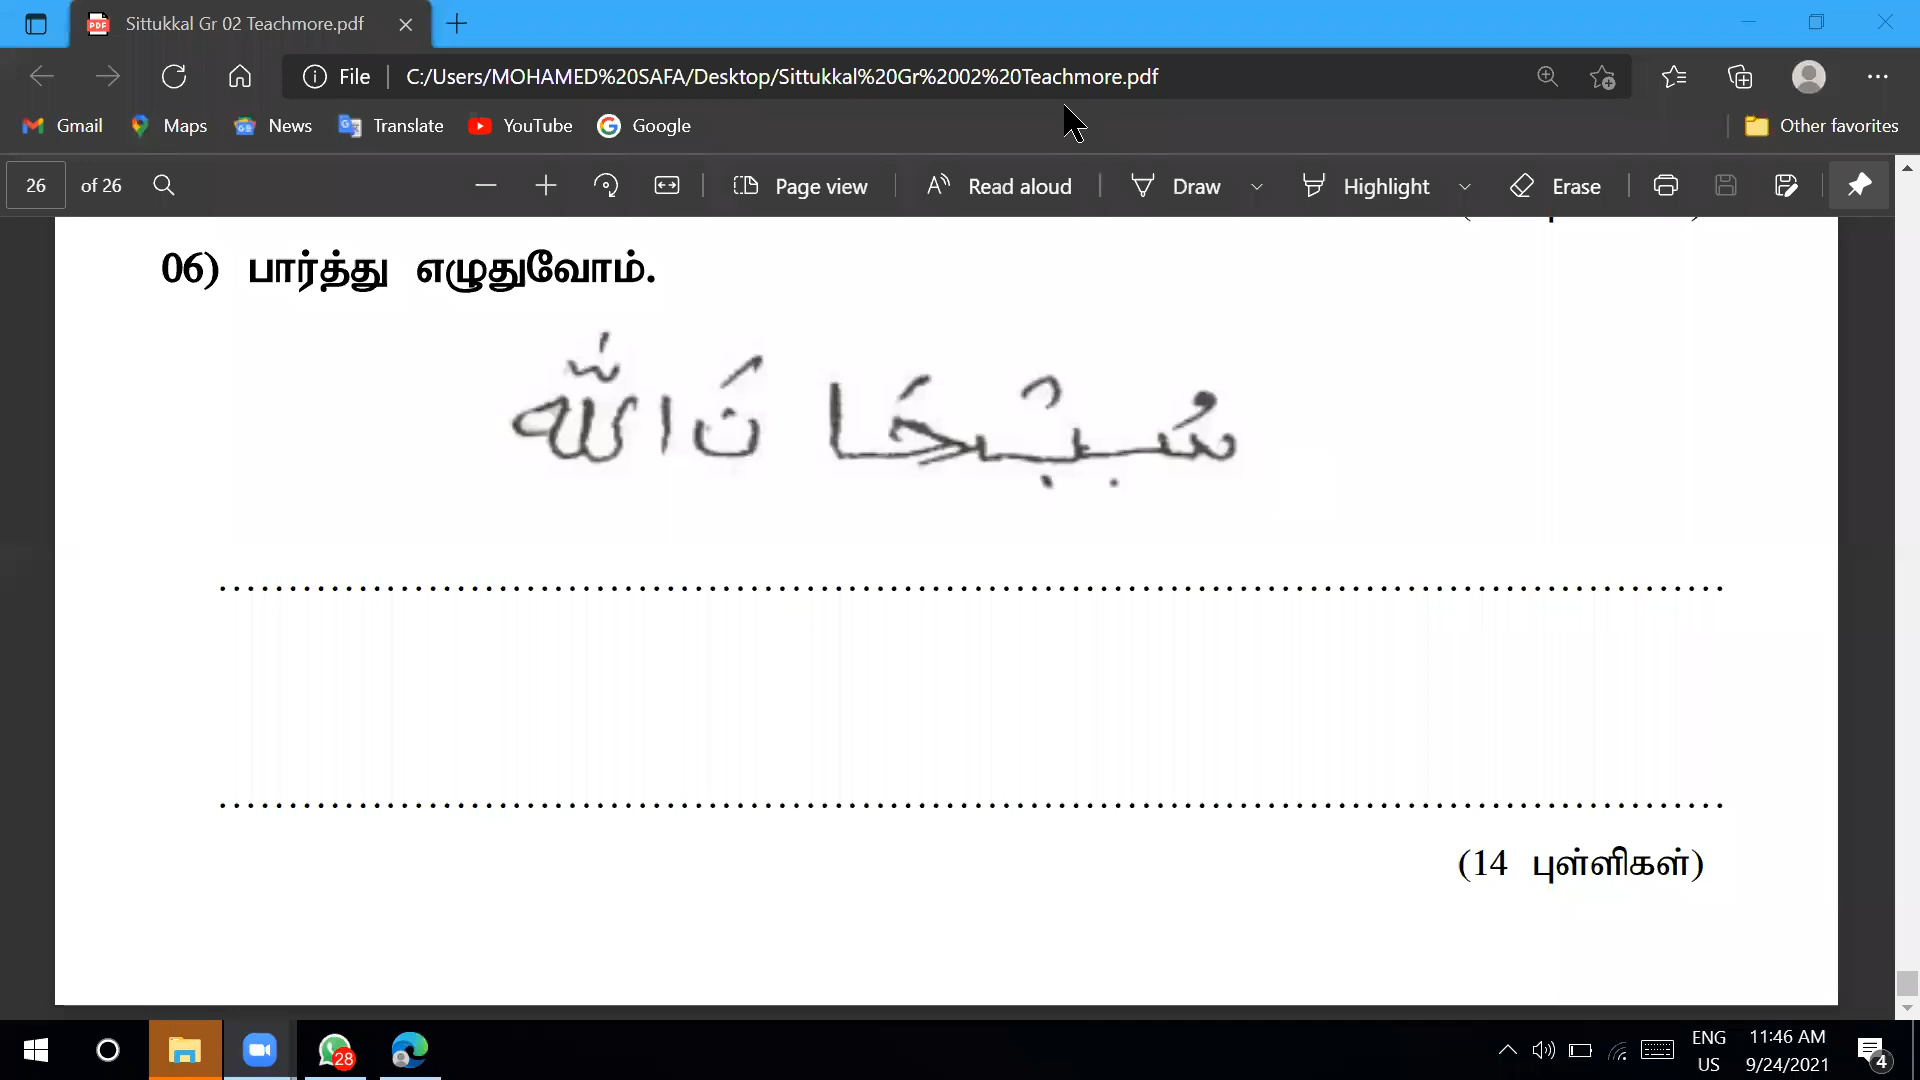 Sittukkal Gr 02 Teachmore.pdf
File C:/Users/MOHAMED%20SAFA/Desktop/Sittukkal%20Gr%2002%20Teachmore.pdf
Gmail Maps News Translate YouTube Google Other favorites
26 of 26 Page view Read aloud Draw Highlight Erase
06) பார்த்து எழுதுவோம்.
سُبْحَا نَ اللّٰه
(14 புள்ளிகள்)
28
ENG 11:46 AM
US 9/24/2021 4